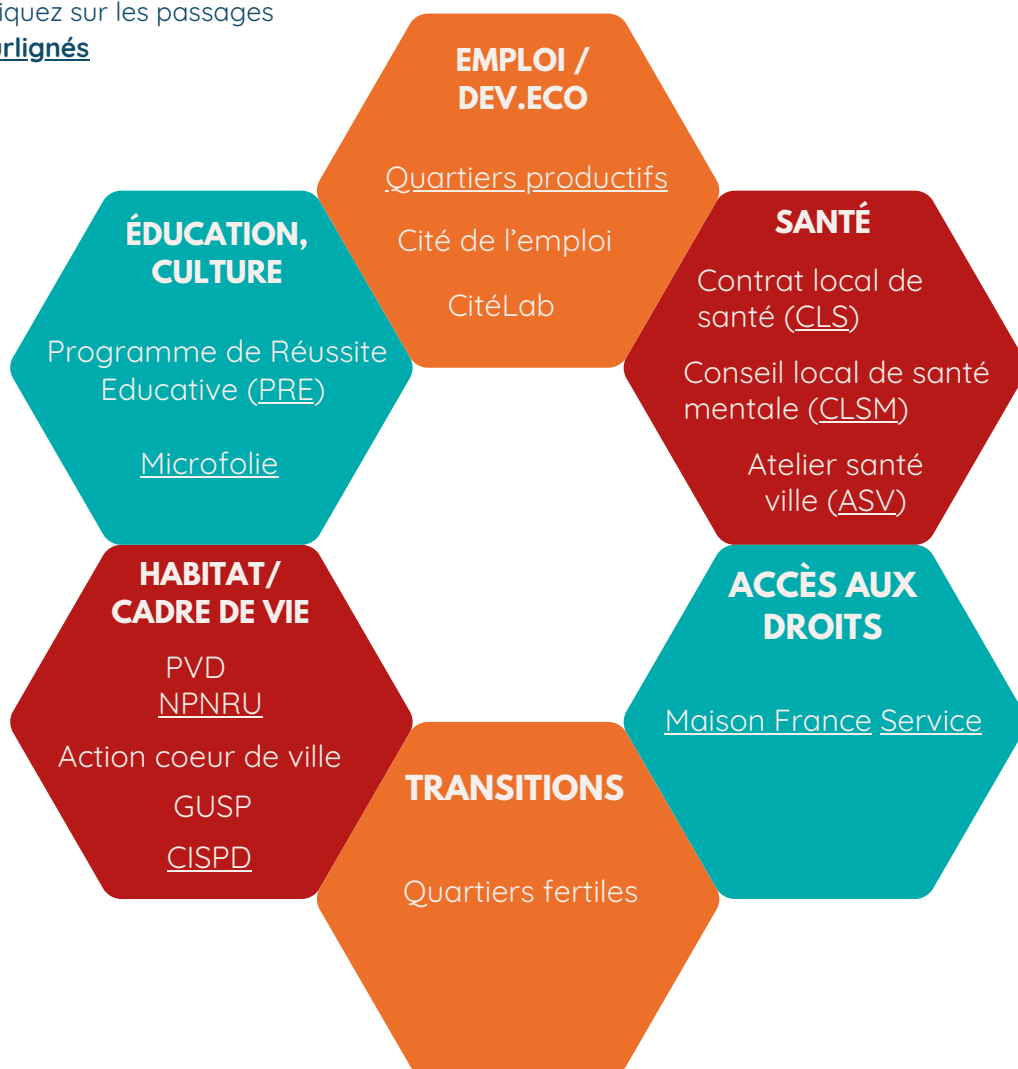 iquez sur les passages
urlignés
EMPLOI /
DEV.ECO
Quartiers productifs
Cité de l’emploi
CitéLab
ÉDUCATION,
CULTURE
Programme de Réussite
Educative (PRE)
Microfolie
SANTÉ
Contrat local de
santé (CLS)
Conseil local de santé
mentale (CLSM)
Atelier santé
ville (ASV)
HABITAT/
CADRE DE VIE
PVD
NPNRU
Action coeur de ville
GUSP
CISPD
ACCÈS AUX
DROITS
Maison France Service
TRANSITIONS
Quartiers fertiles